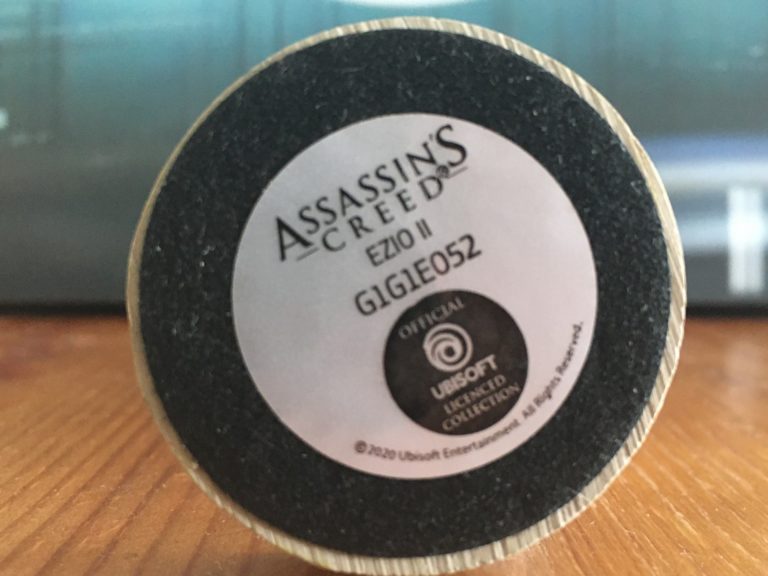 ASSASSIN'S
CREED®
EZIO II
G1G1E052
OFFICIAL
UBISOFT
LICENCED
COLLECTION
©2020 Ubisoft Entertainment. All Rights Reserved.